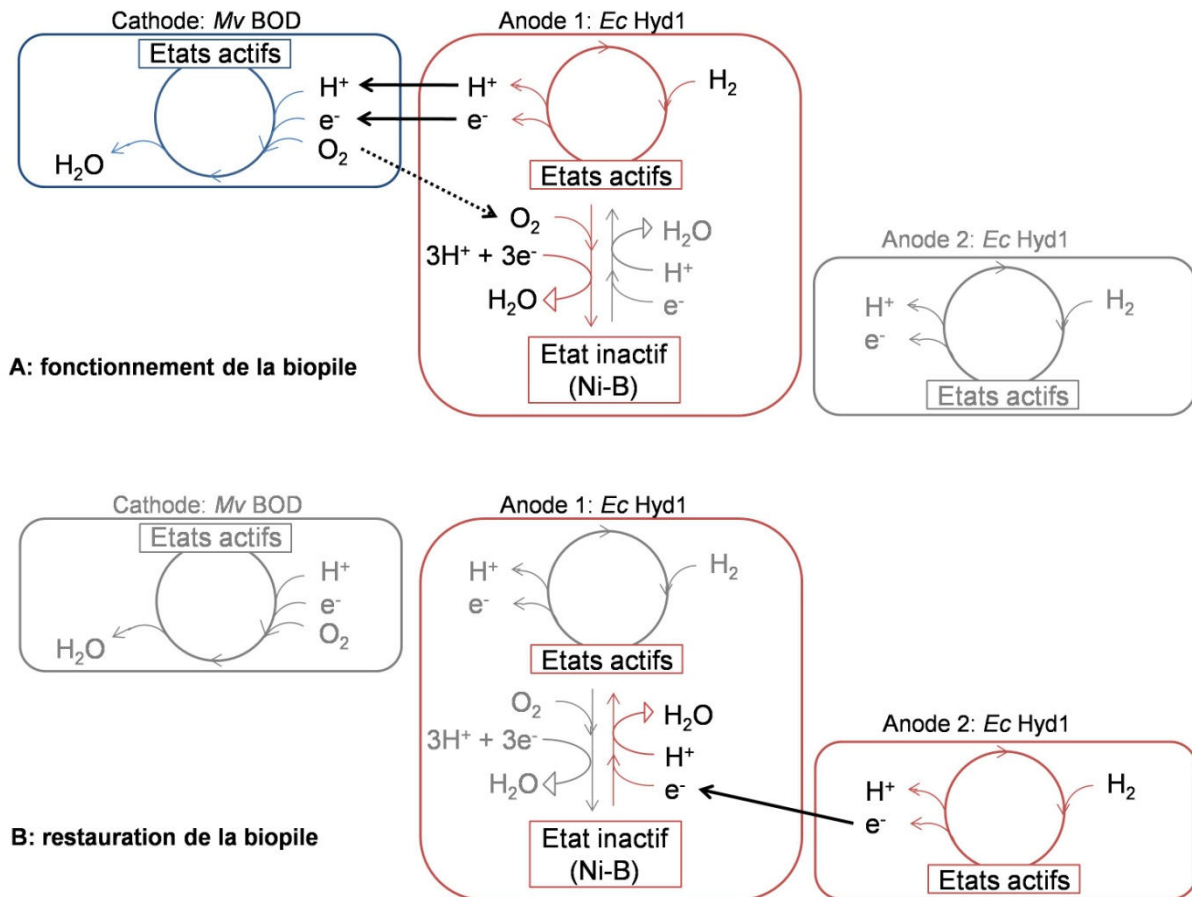 Cathode: Mv BOD
Anode 1: Ec Hyd1
Etats actifs
H+
e-
O2
H2O
H+
e-
H2
Etats actifs
O2
3H+ + 3e-
H2O
H2O
H+
e-
Etat inactif
(Ni-B)
Anode 2: Ec Hyd1
H+
e-
H2
Etats actifs
A: fonctionnement de la biopile
Cathode: Mv BOD
Anode 1: Ec Hyd1
Etats actifs
H+
e-
O2
H2O
H+
e-
H2
Etats actifs
O2
3H+ + 3e-
H2O
H2O
H+
e-
Etat inactif
(Ni-B)
Anode 2: Ec Hyd1
H+
e-
H2
Etats actifs
B: restauration de la biopile